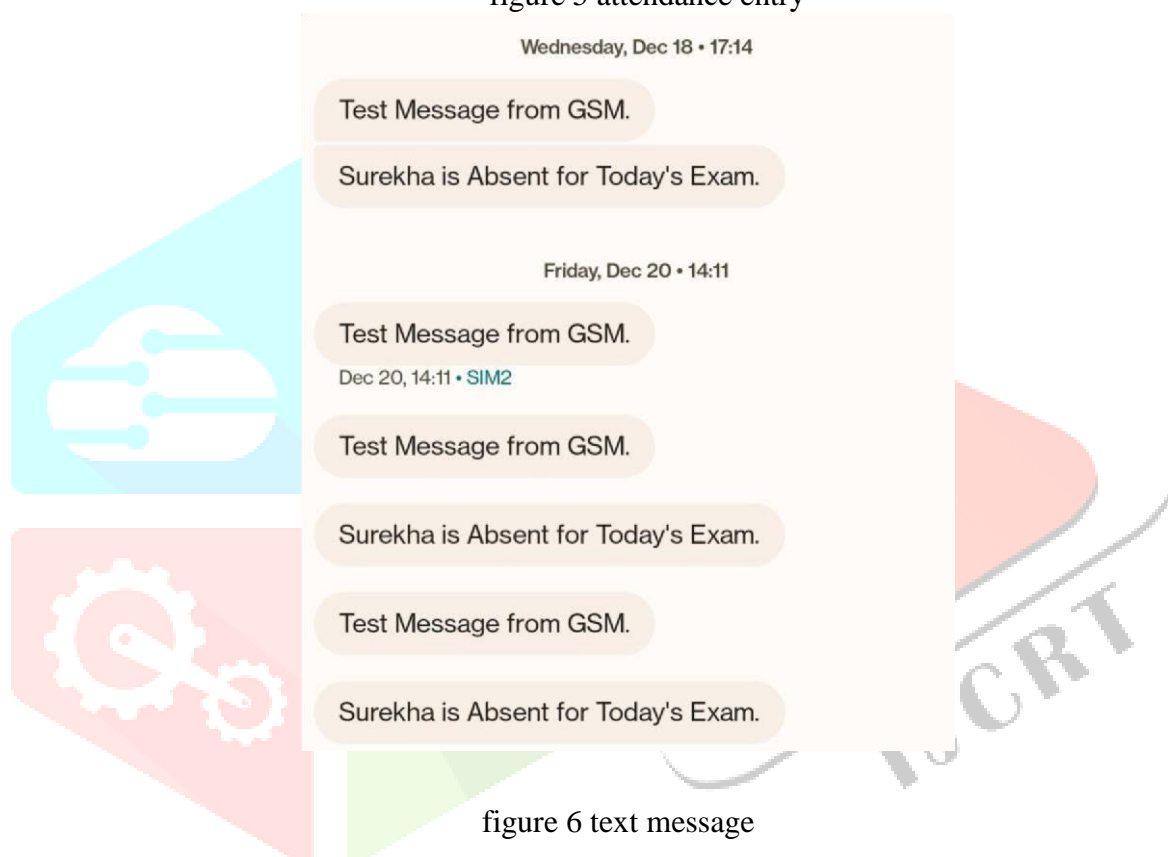 figure 5 attendance entry
Wednesday, Dec 18 • 17:14
Test Message from GSM.
Surekha is Absent for Today's Exam.
Friday, Dec 20 • 14:11
Test Message from GSM.
Dec 20, 14:11 • SIM2
Test Message from GSM.
Surekha is Absent for Today's Exam.
Test Message from GSM.
Surekha is Absent for Today's Exam.
IJCRT
figure 6 text message